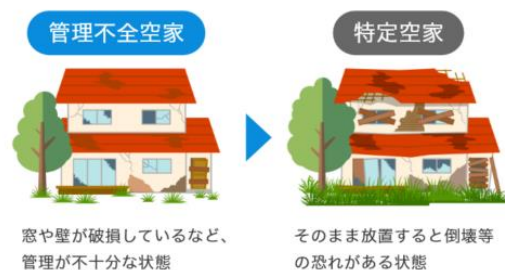 管理不全空家
特定空家
窓や壁が破損しているなど、
管理が不十分な状態
そのまま放置すると倒壊等
の恐れがある状態